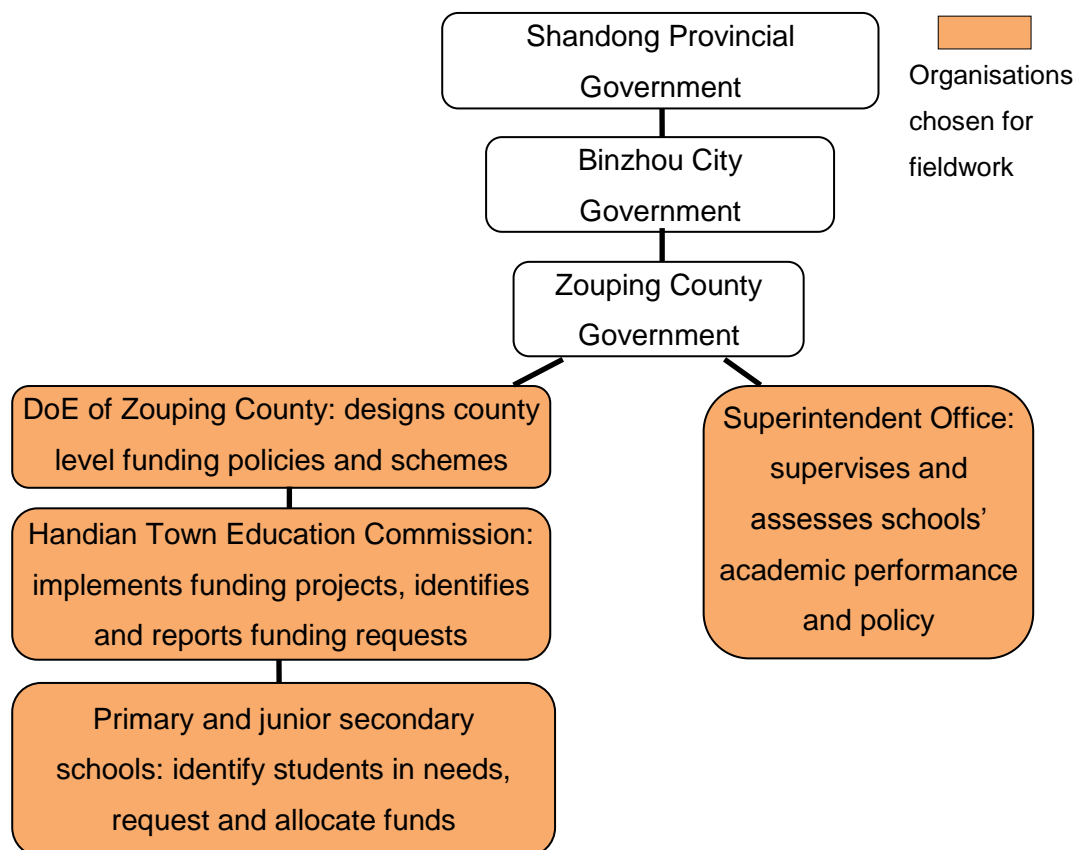 Shandong Provincial
Government
Organisations
chosen for
fieldwork
Binzhou City
Government
Zouping County
Government
DoE of Zouping County: designs county
level funding policies and schemes
Superintendent Office:
supervises and
assesses schools’
academic performance
and policy
Handian Town Education Commission:
implements funding projects, identifies
and reports funding requests
Primary and junior secondary
schools: identify students in needs,
request and allocate funds